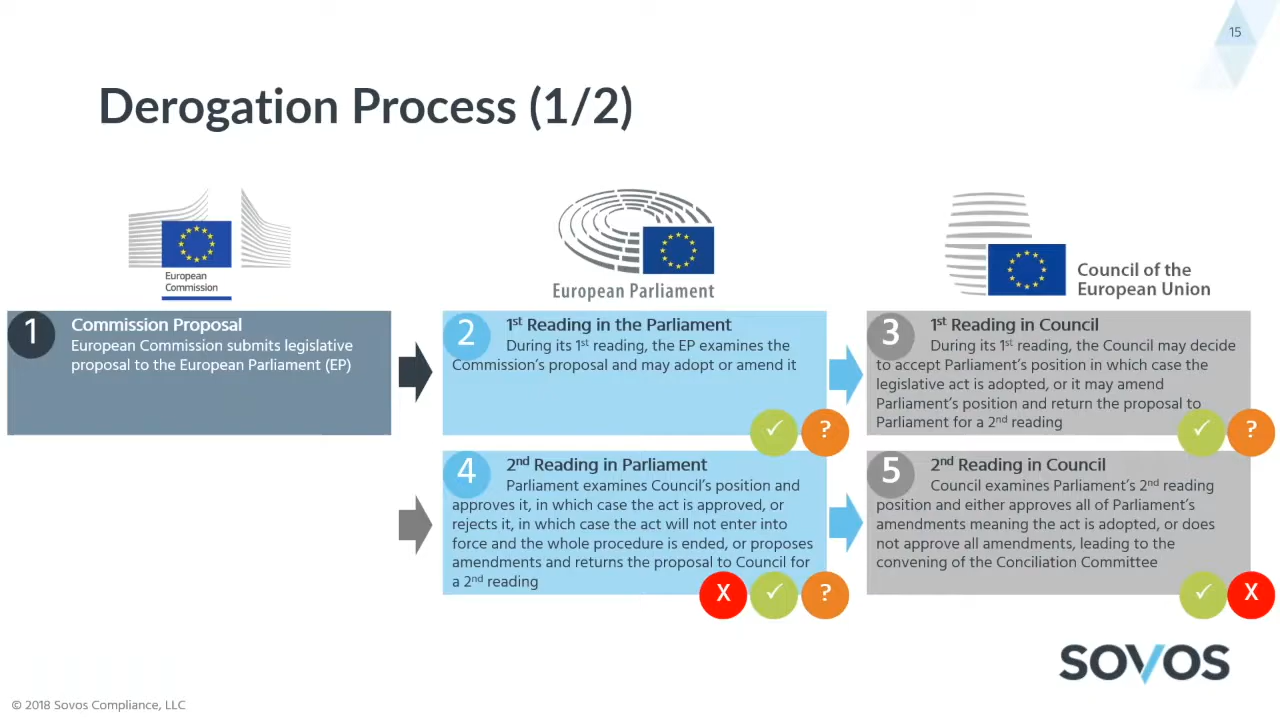 15
Derogation Process (1/2)
European
Commission
European Parliament
Council of the
European Union
1
Commission Proposal
European Commission submits legislative
proposal to the European Parliament (EP)
2
1st Reading in the Parliament
During its 1st reading, the EP examines the
Commission's proposal and may adopt or amend it
✓
?
3
1st Reading in Council
During its 1st reading, the Council may decide
to accept Parliament's position in which case the
legislative act is adopted, or it may amend
Parliament's position and return the proposal to
Parliament for a 2nd reading
✓
?
4
2nd Reading in Parliament
Parliament examines Council's position and
approves it, in which case the act is approved, or
rejects it, in which case the act will not enter into
force and the whole procedure is ended, or proposes
amendments and returns the proposal to Council for
a 2nd reading
X
✓
?
5
2nd Reading in Council
Council examines Parliament's 2nd reading
position and either approves all of Parliament's
amendments meaning the act is adopted, or does
not approve all amendments, leading to the
convening of the Conciliation Committee
✓
X
SOVOS
© 2018 Sovos Compliance, LLC